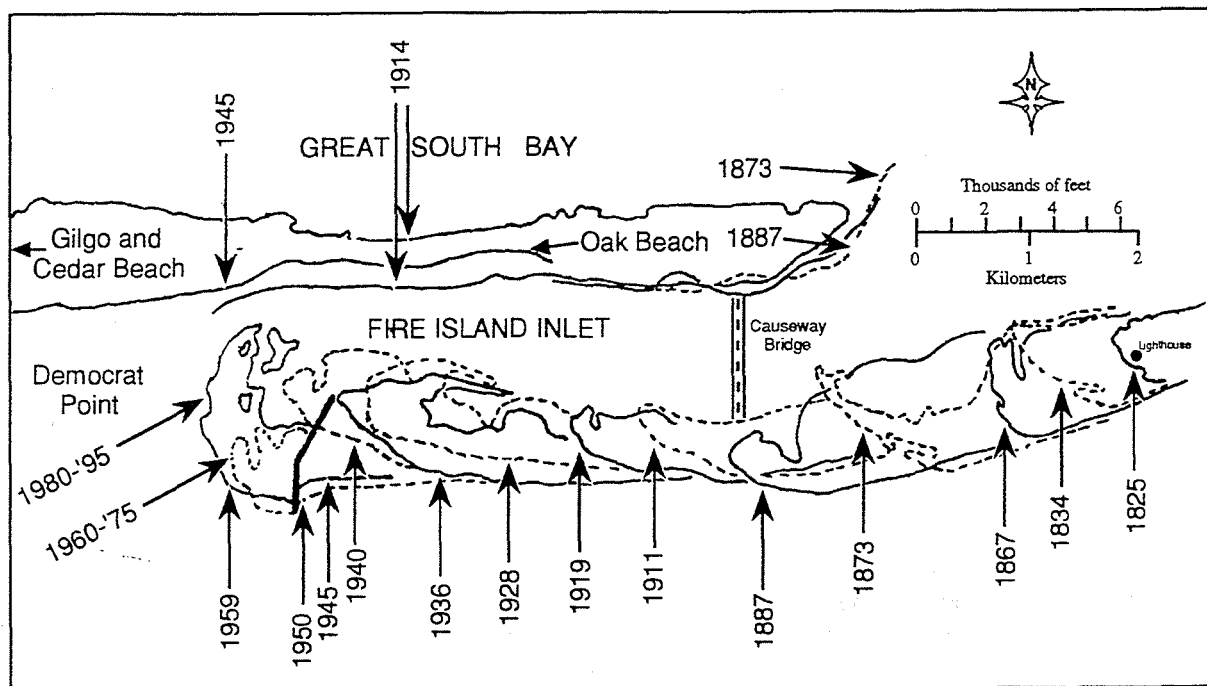 1945
1914
GREAT SOUTH BAY
N
1873
Thousands of feet
0 2 4 6
0 1 2
Kilometers
1887
Oak Beach
Gilgo and
Cedar Beach
FIRE ISLAND INLET
Causeway
Bridge
Lighthouse
Democrat
Point
1980-'95
1960-'75
1959
1950
1945
1940
1936
1928
1919
1911
1887
1873
1867
1834
1825